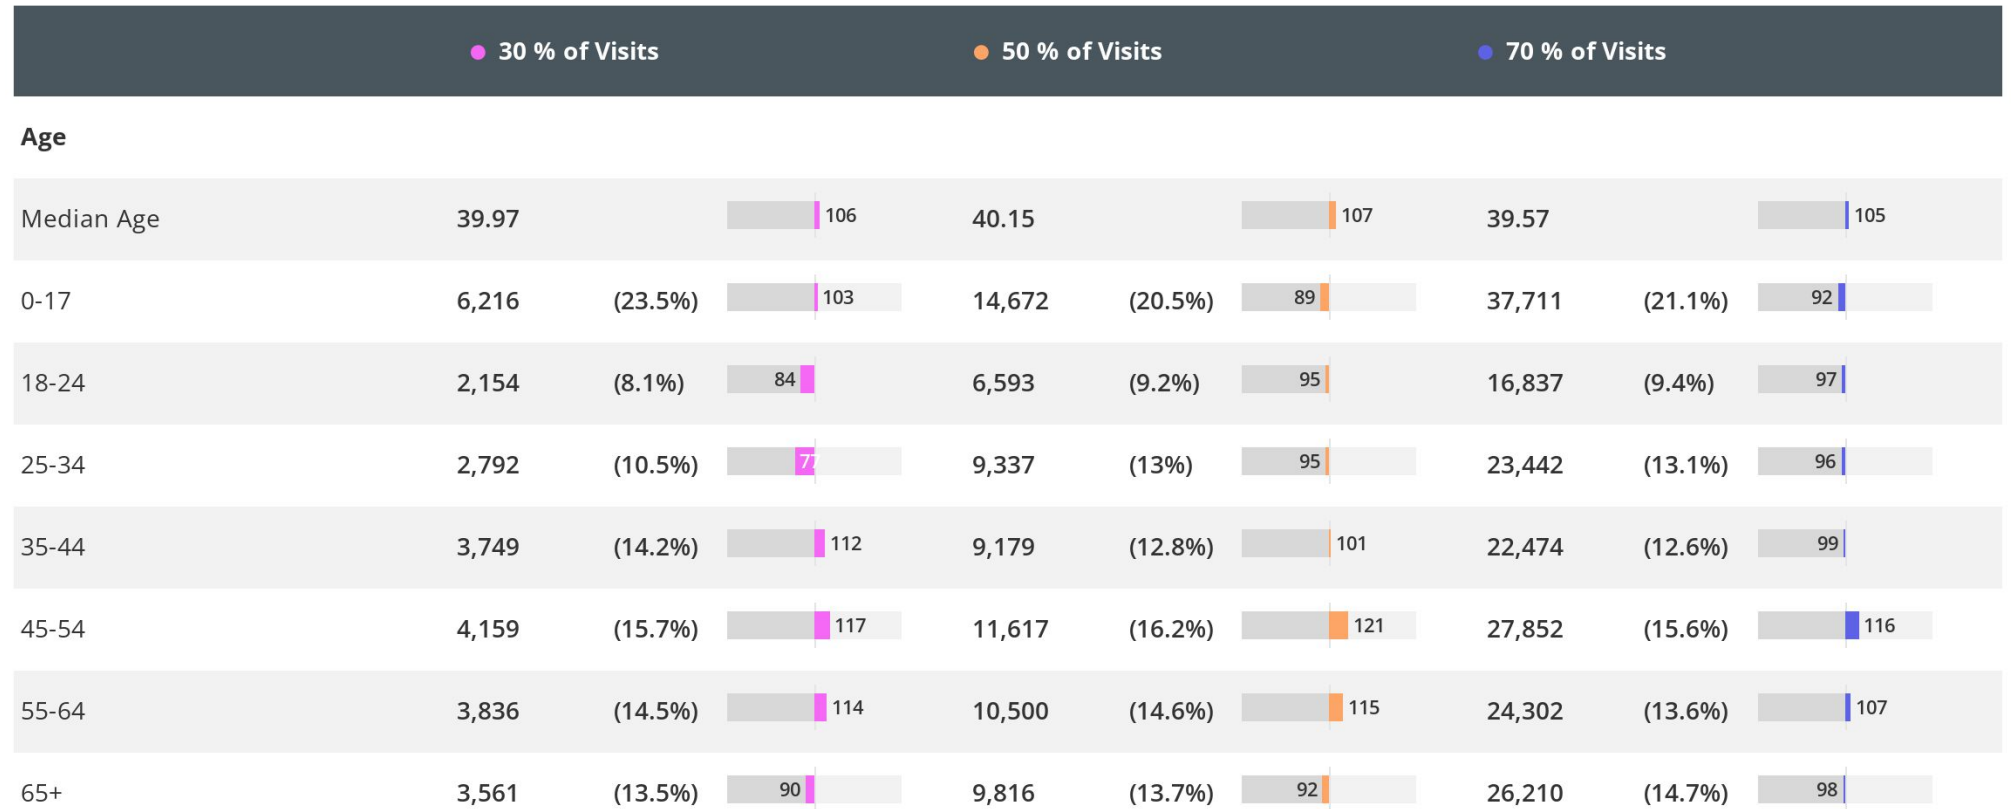 30 % of Visits 50 % of Visits 70 % of Visits
Age
Median Age 39.97 106 40.15 107 39.57 105
0-17 6,216 (23.5%) 103 14,672 (20.5%) 89 37,711 (21.1%) 92
18-24 2,154 (8.1%) 84 6,593 (9.2%) 95 16,837 (9.4%) 97
25-34 2,792 (10.5%) 77 9,337 (13%) 95 23,442 (13.1%) 96
35-44 3,749 (14.2%) 112 9,179 (12.8%) 101 22,474 (12.6%) 99
45-54 4,159 (15.7%) 117 11,617 (16.2%) 121 27,852 (15.6%) 116
55-64 3,836 (14.5%) 114 10,500 (14.6%) 115 24,302 (13.6%) 107
65+ 3,561 (13.5%) 90 9,816 (13.7%) 92 26,210 (14.7%) 98